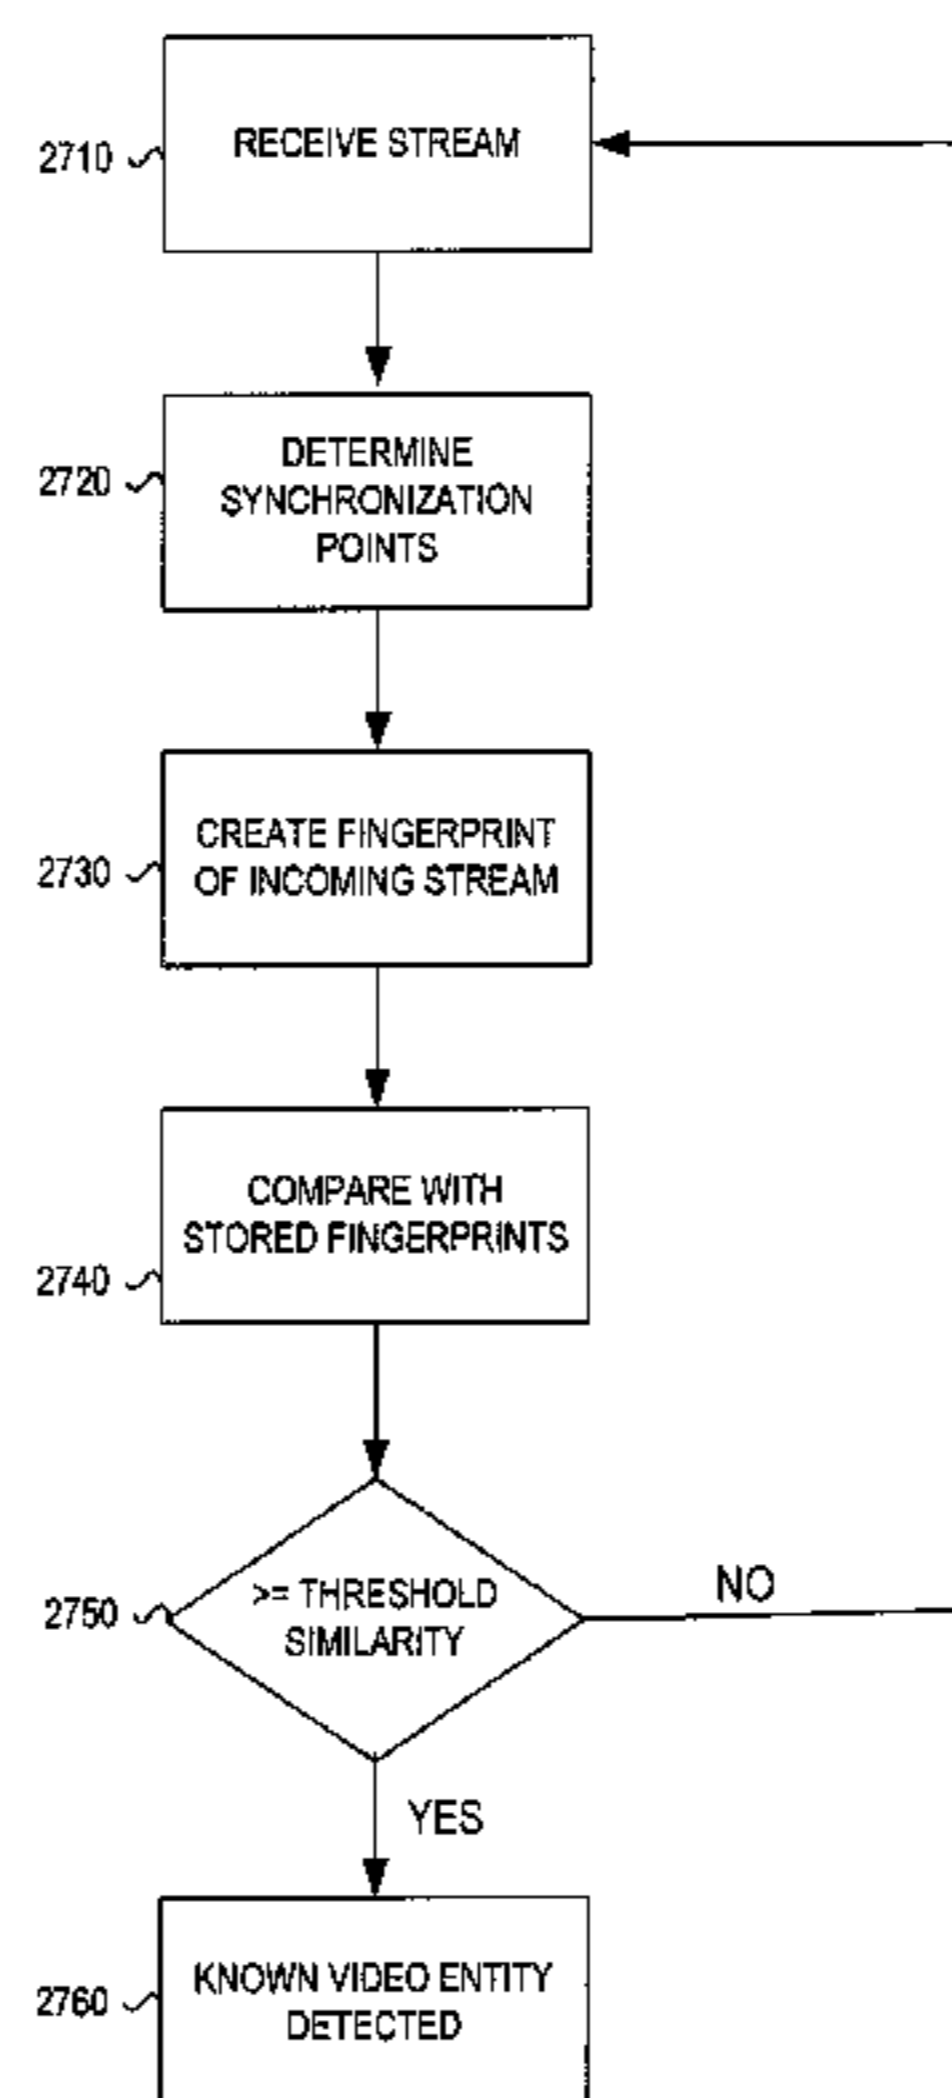 2710
RECEIVE STREAM
2720
DETERMINE
SYNCHRONIZATION
POINTS
2730
CREATE FINGERPRINT
OF INCOMING STREAM
2740
COMPARE WITH
STORED FINGERPRINTS
2750
>= THRESHOLD
SIMILARITY
NO
YES
2760
KNOWN VIDEO ENTITY
DETECTED